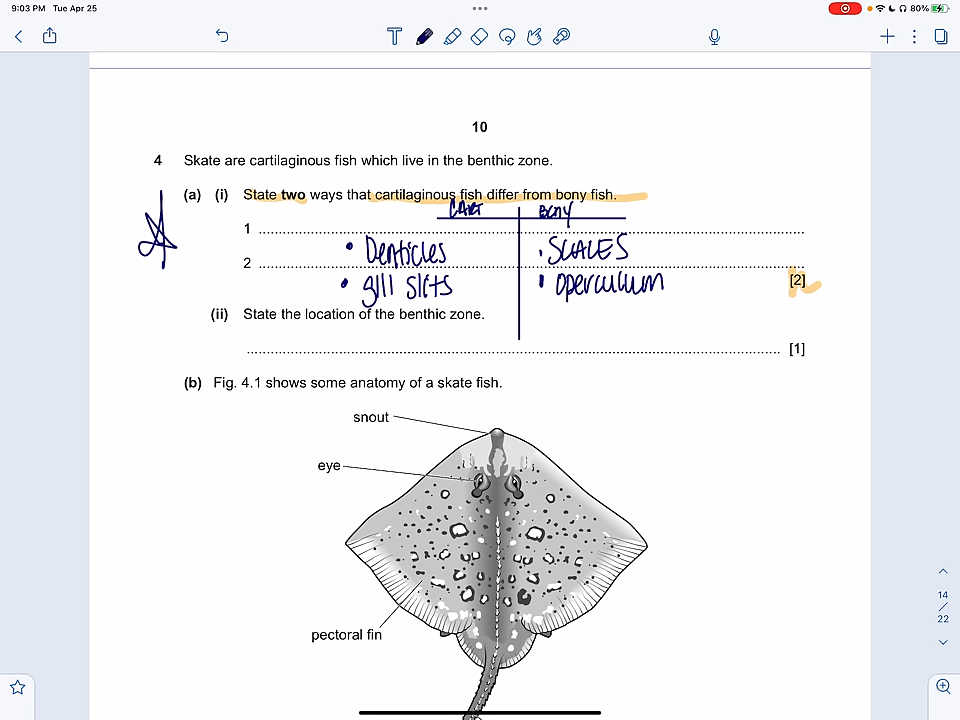 9:03 PM Tue Apr 25
80%
10
4 Skate are cartilaginous fish which live in the benthic zone.
(a) (i) State two ways that cartilaginous fish differ from bony fish.
CART BONY
1
• Denticles • SCALES
2
• gill slits • operculum
[2]
(ii) State the location of the benthic zone.
[1]
(b) Fig. 4.1 shows some anatomy of a skate fish.
snout
eye
pectoral fin
14
/
22